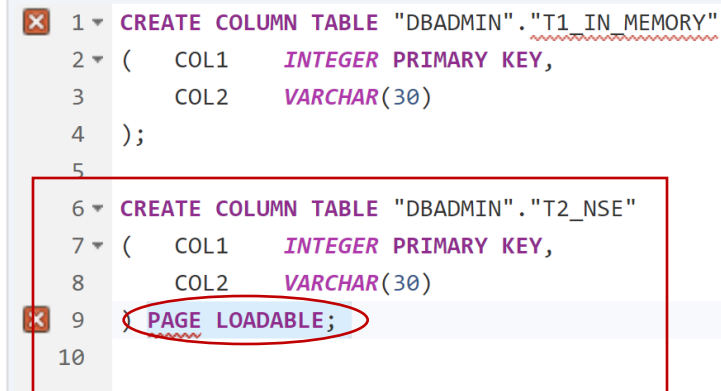 1 CREATE COLUMN TABLE "DBADMIN"."T1_IN_MEMORY"
2 ( COL1 INTEGER PRIMARY KEY,
3 COL2 VARCHAR(30)
4 );
5
6 CREATE COLUMN TABLE "DBADMIN"."T2_NSE"
7 ( COL1 INTEGER PRIMARY KEY,
8 COL2 VARCHAR(30)
9 ) PAGE LOADABLE;
10